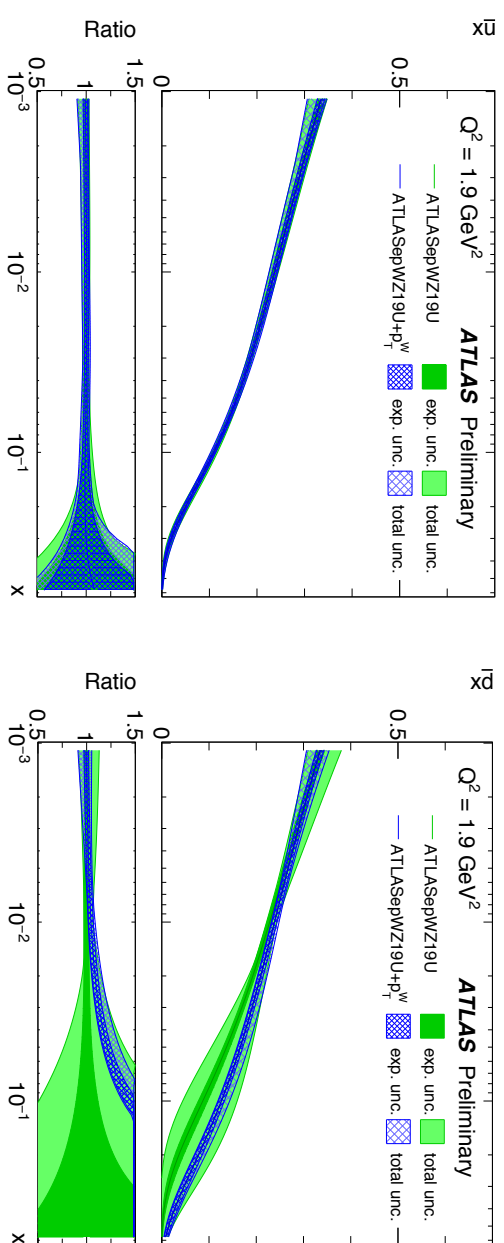 xu̅
0.5
0
Q² = 1.9 GeV²
ATLAS Preliminary
ATLASepWZ19U
exp. unc.
total unc.
ATLASepWZ19U+p_T^W
exp. unc.
total unc.
Ratio
1.5
1
0.5
10⁻³
10⁻²
10⁻¹
x
xd̅
0.5
0
Q² = 1.9 GeV²
ATLAS Preliminary
ATLASepWZ19U
exp. unc.
total unc.
ATLASepWZ19U+p_T^W
exp. unc.
total unc.
Ratio
1.5
1
0.5
10⁻³
10⁻²
10⁻¹
x